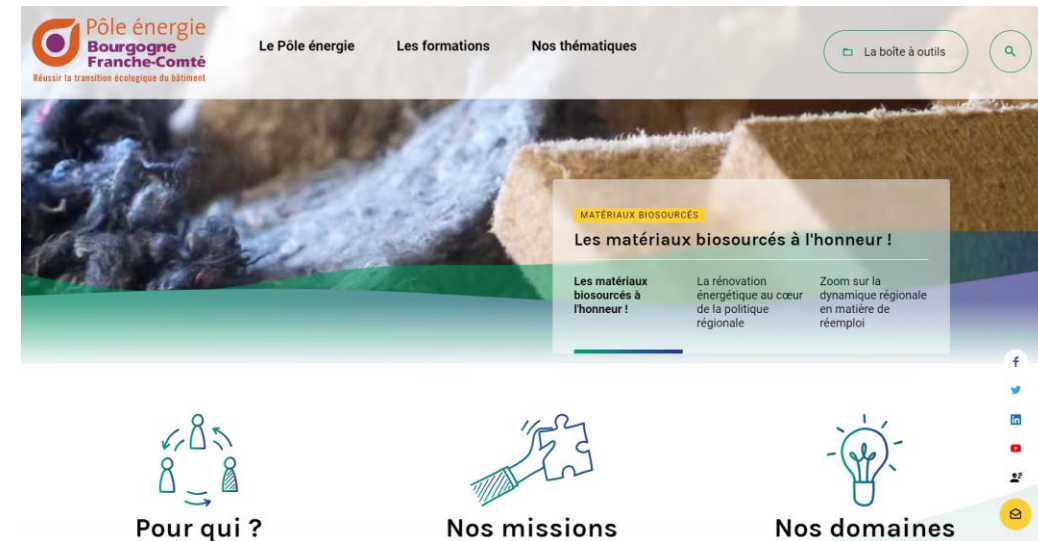 Pôle énergie
Bourgogne
Franche-Comté
Réussir la transition écologique du bâtiment
Le Pôle énergie
Les formations
Nos thématiques
La boîte à outils
MATÉRIAUX BIOSOURCÉS
Les matériaux biosourcés à l'honneur !
Les matériaux
biosourcés à
l'honneur !
La rénovation
énergétique au cœur
de la politique
régionale
Zoom sur la
dynamique régionale
en matière de
réemploi
Pour qui ?
Nos missions
Nos domaines